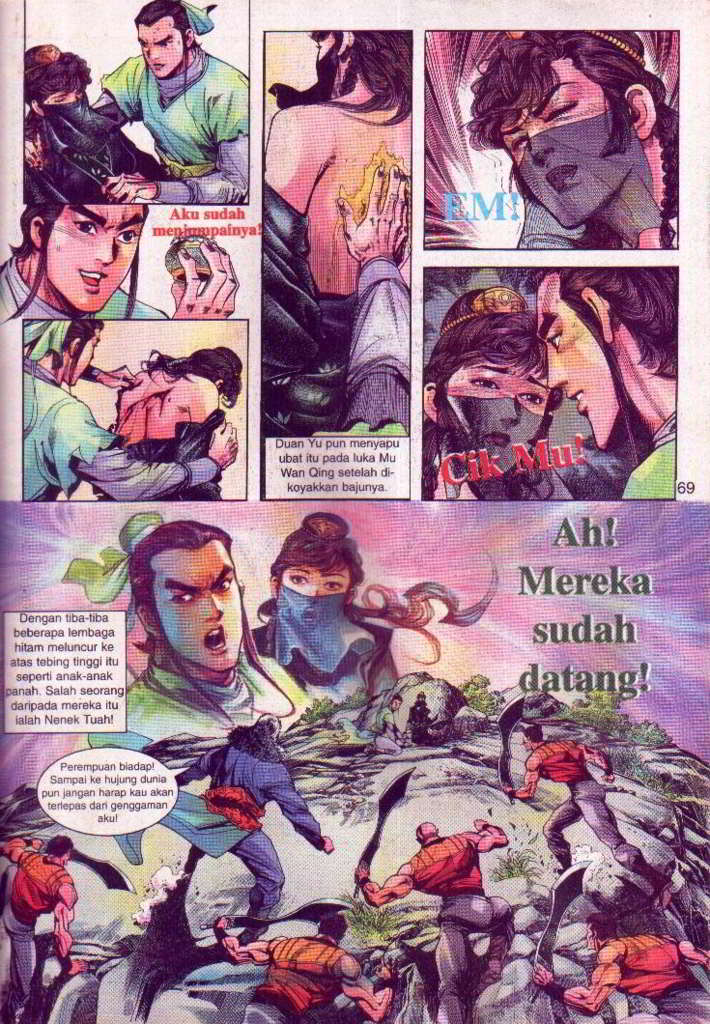 Aku sudah
menjumpainya!
Duan Yu pun menyapu
ubat itu pada luka Mu
Wan Qing setelah di-
koyakkan bajunya.
EM!
Cik Mu!
69
Ah!
Mereka
sudah
datang!
Dengan tiba-tiba
beberapa lembaga
hitam meluncur ke
atas tebing tinggi itu
seperti anak-anak
panah. Salah seorang
daripada mereka itu
ialah Nenek Tuah!
Perempuan biadap!
Sampai ke hujung dunia
pun jangan harap kau akan
terlepas dari genggaman
aku!